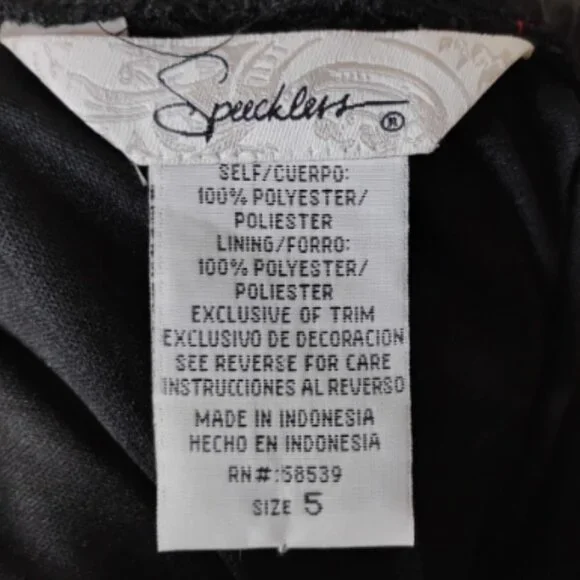 Speckless ®
SELF/CUERPO:
100% POLYESTER/
POLIESTER
LINING/FORRO:
100% POLYESTER/
POLIESTER
EXCLUSIVE OF TRIM
EXCLUSIVO DE DECORACION
SEE REVERSE FOR CARE
INSTRUCCIONES AL REVERSO
MADE IN INDONESIA
HECHO EN INDONESIA
RN#:58539
SIZE 5